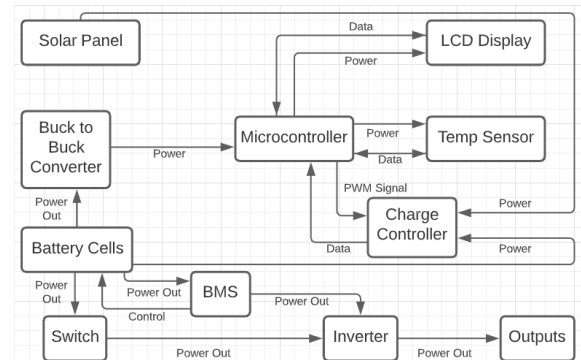 Solar Panel
Data
LCD Display
Power
Buck to
Buck
Converter
Power
Microcontroller
Power
Data
Temp Sensor
PWM Signal
Power
Out
Charge
Controller
Power
Data
Power
Battery Cells
Power
Out
Power Out
Control
BMS
Power Out
Switch
Power Out
Inverter
Power Out
Outputs